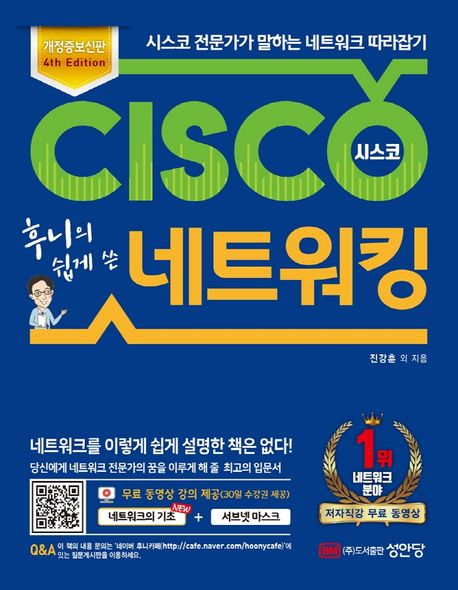 개정증보신판
4th Edition
시스코 전문가가 말하는 네트워크 따라잡기
CISCO
시스코
후니의
쉽게 쓴
네트워킹
진강훈 외 지음
네트워크를 이렇게 쉽게 설명한 책은 없다!
당신에게 네트워크 전문가의 꿈을 이루게 해 줄 최고의 입문서
무료 동영상 강의 제공(30일 수강권 제공)
네트워크의 기초 NEW + 서브넷 마스크
Q&A 이 책의 내용 문의는 '네이버 후니카페(http://cafe.naver.com/hoonycafe)'에
있는 질문게시판을 이용하세요.
1위
네트워크
분야
저자직강 무료 동영상
BM (주)도서출판 성안당